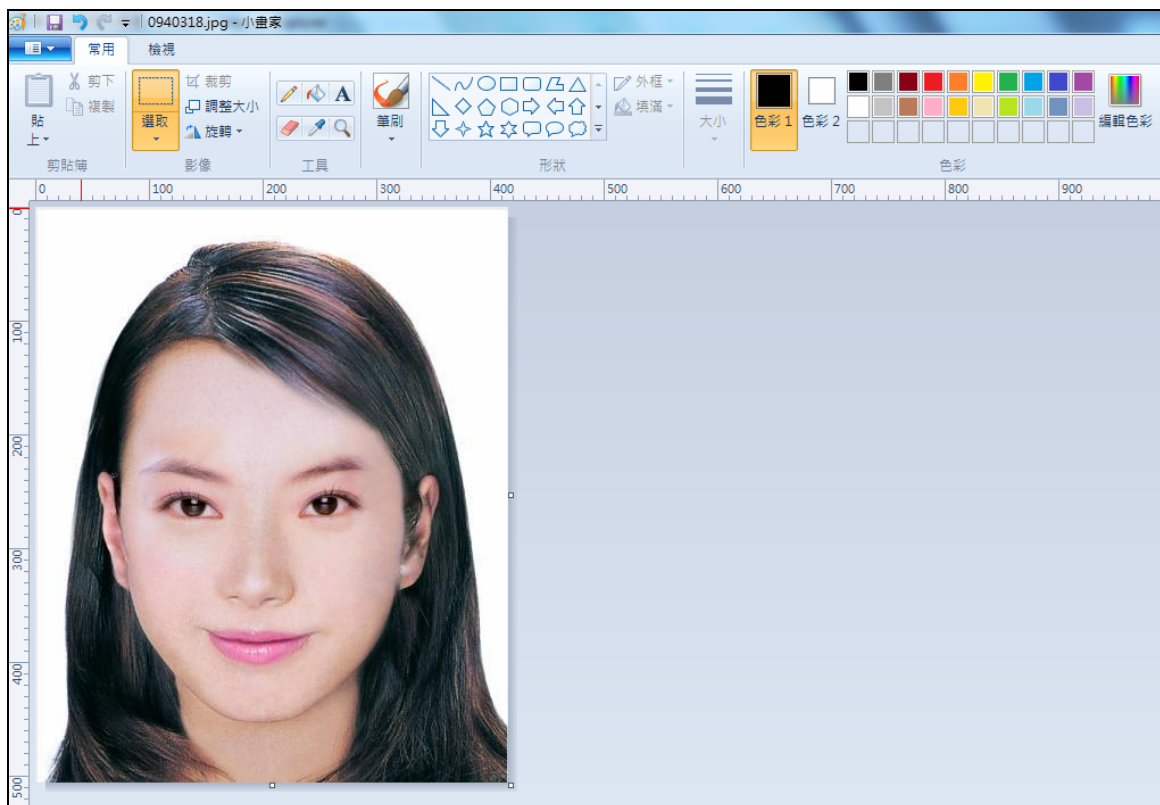 0940318.jpg - 小畫家
常用 檢視
剪下
複製
貼上
剪貼簿
選取
裁剪
調整大小
旋轉
影像
A
工具
筆刷
外框
填滿
形狀
大小
色彩 1
色彩 2
編輯色彩
色彩
0 100 200 300 400 500 600 700 800 900
0
100
200
300
400
500